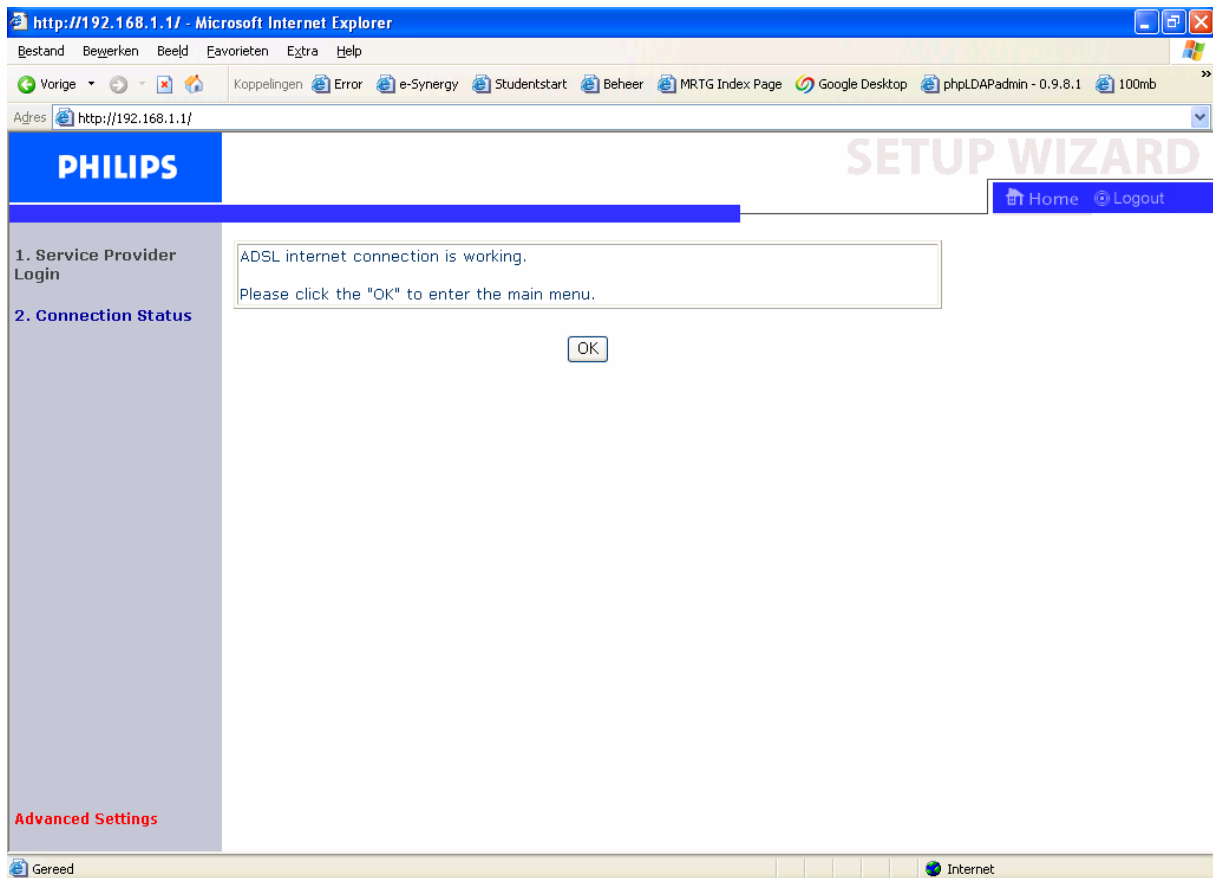 http://192.168.1.1/ - Microsoft Internet Explorer
Bestand Bewerken Beeld Favorieten Extra Help
Vorige Koppelingen Error e-Synergy Studentstart Beheer MRTG Index Page Google Desktop phpLDAPadmin - 0.9.8.1 100mb »
Adres http://192.168.1.1/
PHILIPS
SETUP WIZARD
Home Logout
1. Service Provider
Login
2. Connection Status
ADSL internet connection is working.
Please click the "OK" to enter the main menu.
OK
Advanced Settings
Gereed Internet